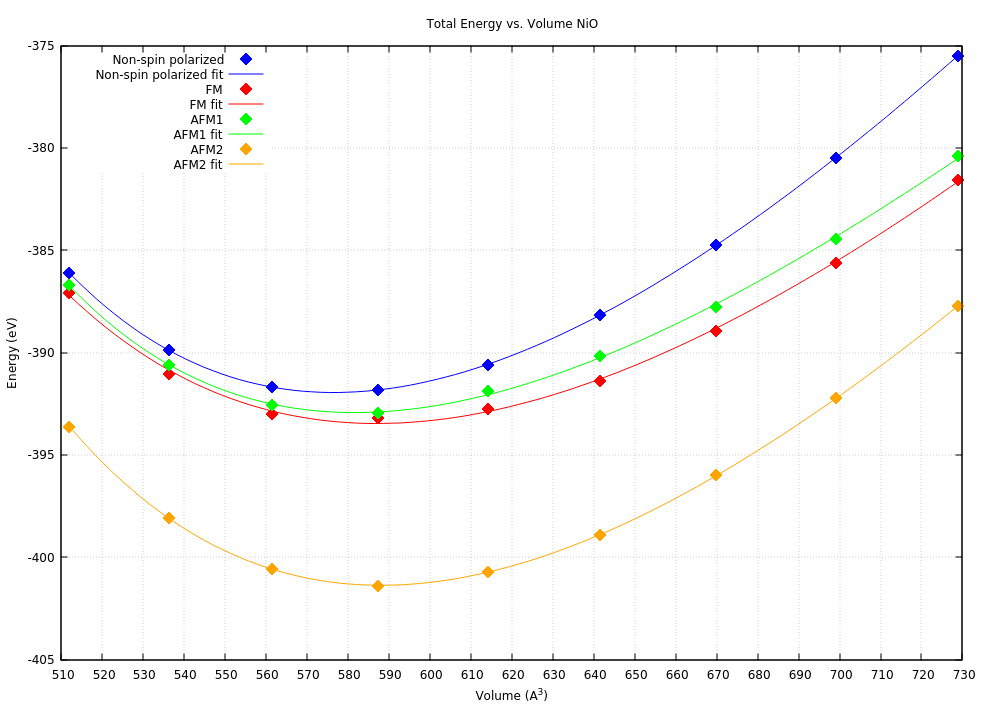 Total Energy vs. Volume NiO
-375
Non-spin polarized
Non-spin polarized fit
FM
FM fit
AFM1
AFM1 fit
AFM2
AFM2 fit
-380
-385
-390
-395
-400
-405
Energy (eV)
510 520 530 540 550 560 570 580 590 600 610 620 630 640 650 660 670 680 690 700 710 720 730
Volume (A³)